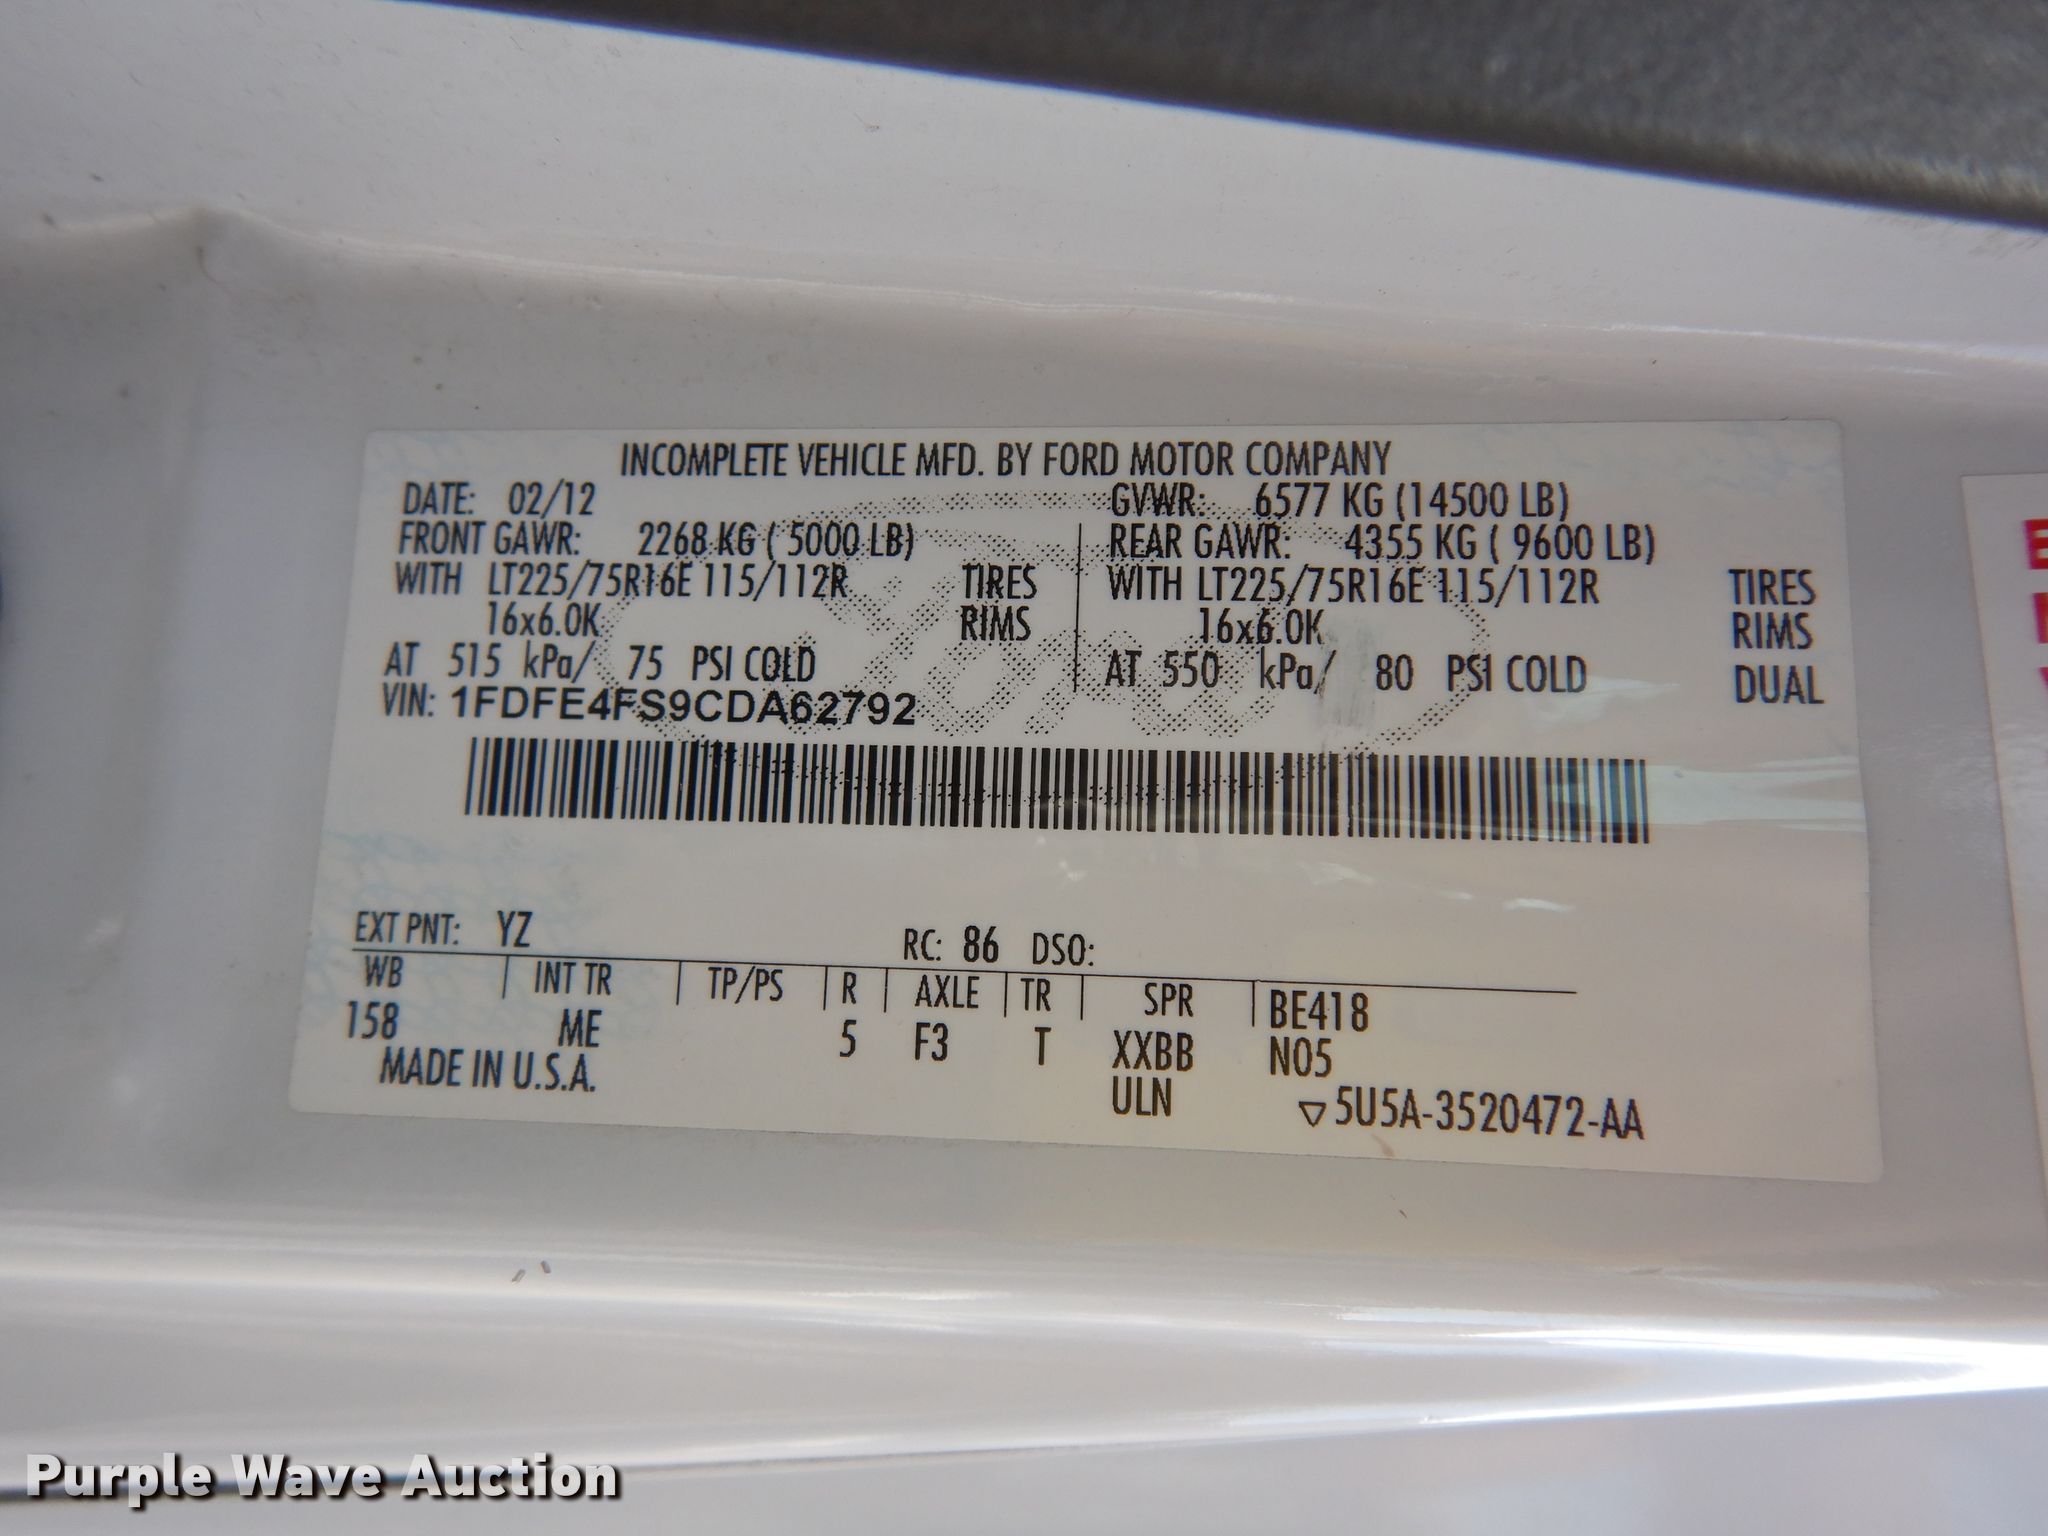 INCOMPLETE VEHICLE MFD. BY FORD MOTOR COMPANY
DATE: 02/12 GVWR: 6577 KG (14500 LB)
FRONT GAWR: 2268 KG ( 5000 LB) REAR GAWR: 4355 KG ( 9600 LB)
WITH LT225/75R16E 115/112R TIRES WITH LT225/75R16E 115/112R TIRES
16x6.0K RIMS 16x6.0K RIMS
AT 515 kPa/ 75 PSI COLD AT 550 kPa/ 80 PSI COLD DUAL
VIN: 1FDFE4FS9CDA62792
EXT PNT: YZ RC: 86 DSO:
WB INT TR TP/PS R AXLE TR SPR BE418
158 ME 5 F3 T XXBB N05
MADE IN U.S.A. ULN ▽5U5A-3520472-AA
Purple Wave Auction